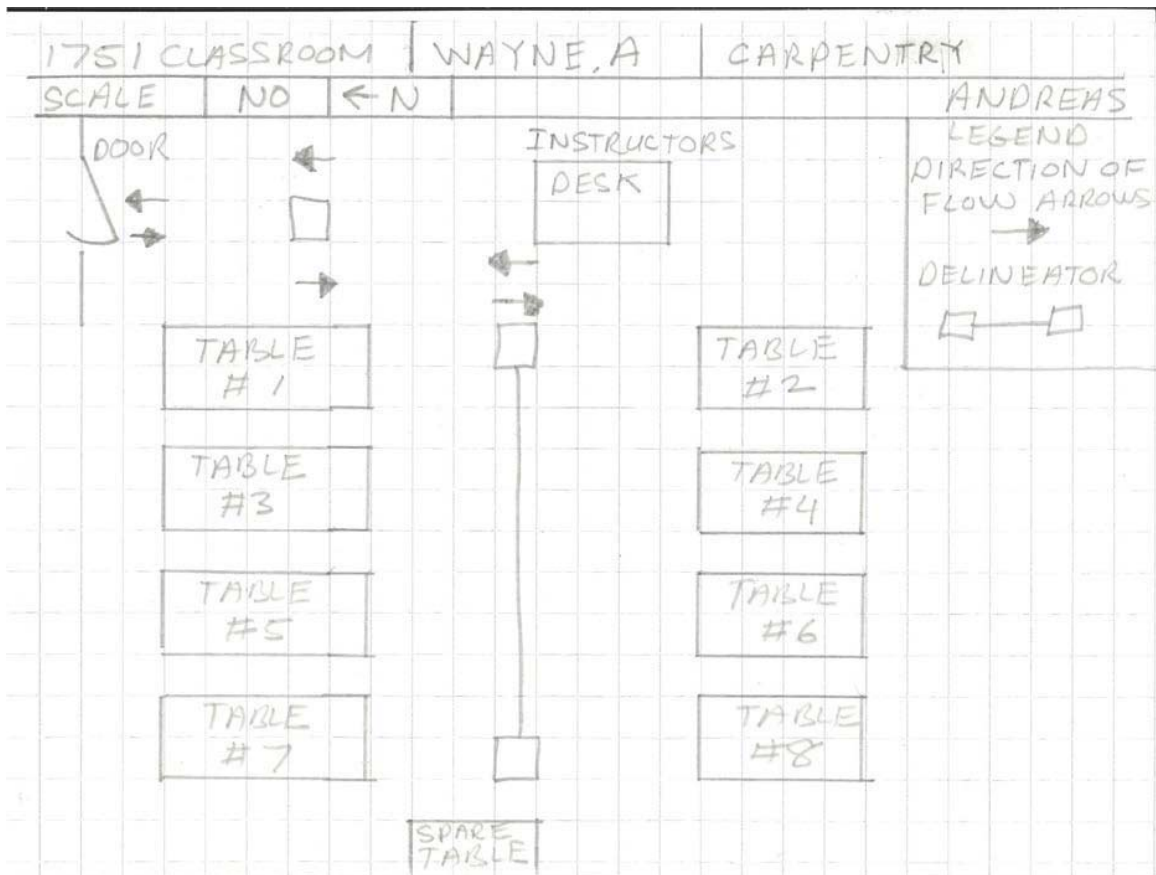 1751 CLASSROOM WAYNE, A CARPENTRY
SCALE NO ← N ANDREAS
DOOR
INSTRUCTORS
DESK
LEGEND
DIRECTION OF
FLOW ARROWS
DELINEATOR
TABLE
# 1
TABLE
#2
TABLE
#3
TABLE
#4
TABLE
#5
TABLE
#6
TABLE
#7
TABLE
#8
SPARE
TABLE